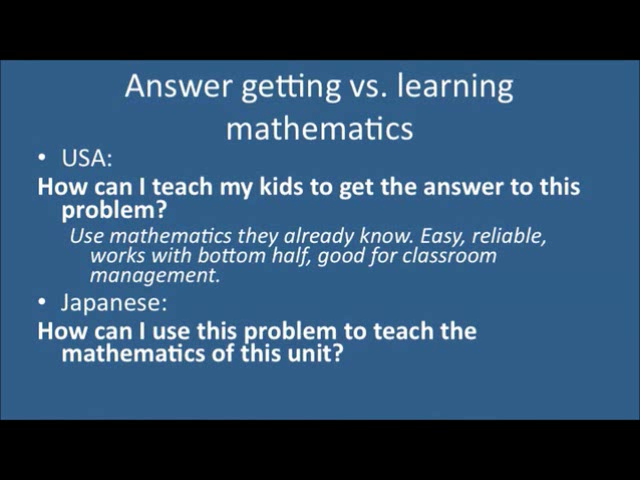 Answer getting vs. learning
mathematics
• USA:
How can I teach my kids to get the answer to this
problem?
Use mathematics they already know. Easy, reliable,
works with bottom half, good for classroom
management.
• Japanese:
How can I use this problem to teach the
mathematics of this unit?